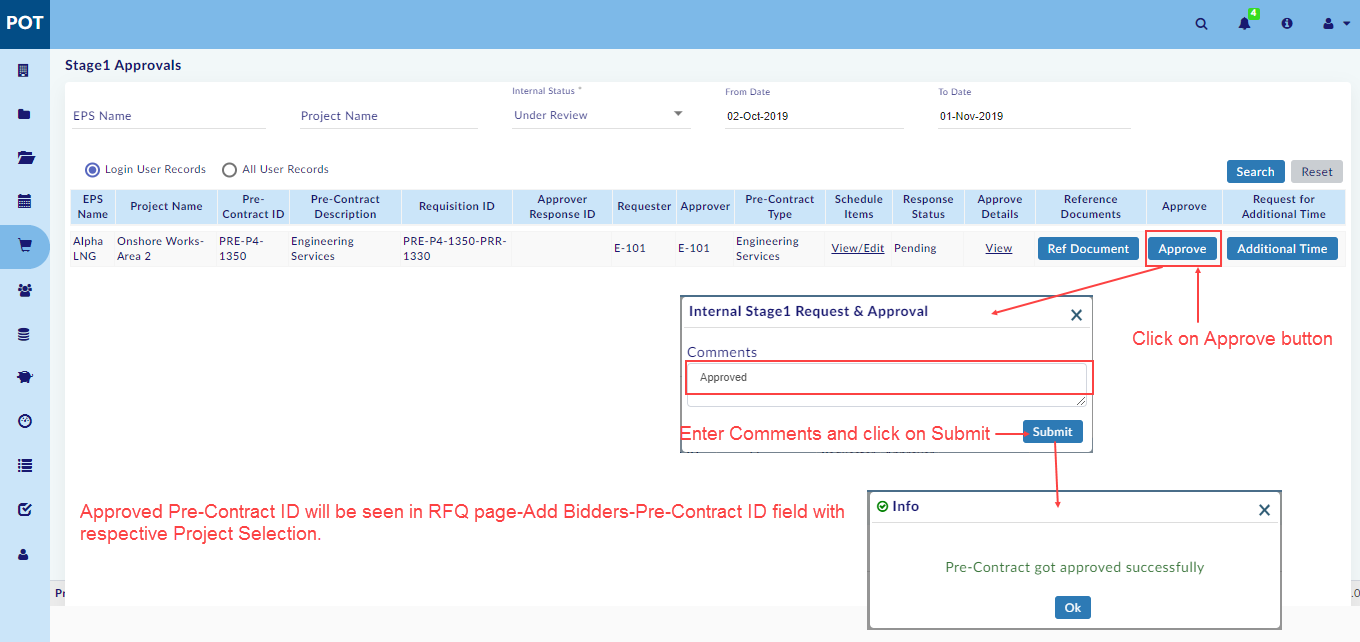 POT
4
Stage1 Approvals
Internal Status *
From Date
To Date
EPS Name
Project Name
Under Review
02-Oct-2019
01-Nov-2019
Login User Records
All User Records
Search
Reset
EPS Name
Project Name
Pre-Contract ID
Pre-Contract Description
Requisition ID
Approver Response ID
Requester
Approver
Pre-Contract Type
Schedule Items
Response Status
Approve Details
Reference Documents
Approve
Request for Additional Time
Alpha LNG
Onshore Works-Area 2
PRE-P4-1350
Engineering Services
PRE-P4-1350-PRR-1330
E-101
E-101
Engineering Services
View/Edit
Pending
View
Ref Document
Approve
Additional Time
Internal Stage1 Request & Approval
Click on Approve button
Comments
Approved
Enter Comments and click on Submit
Submit
Approved Pre-Contract ID will be seen in RFQ page-Add Bidders-Pre-Contract ID field with
respective Project Selection.
Info
Pre-Contract got approved successfully
Ok